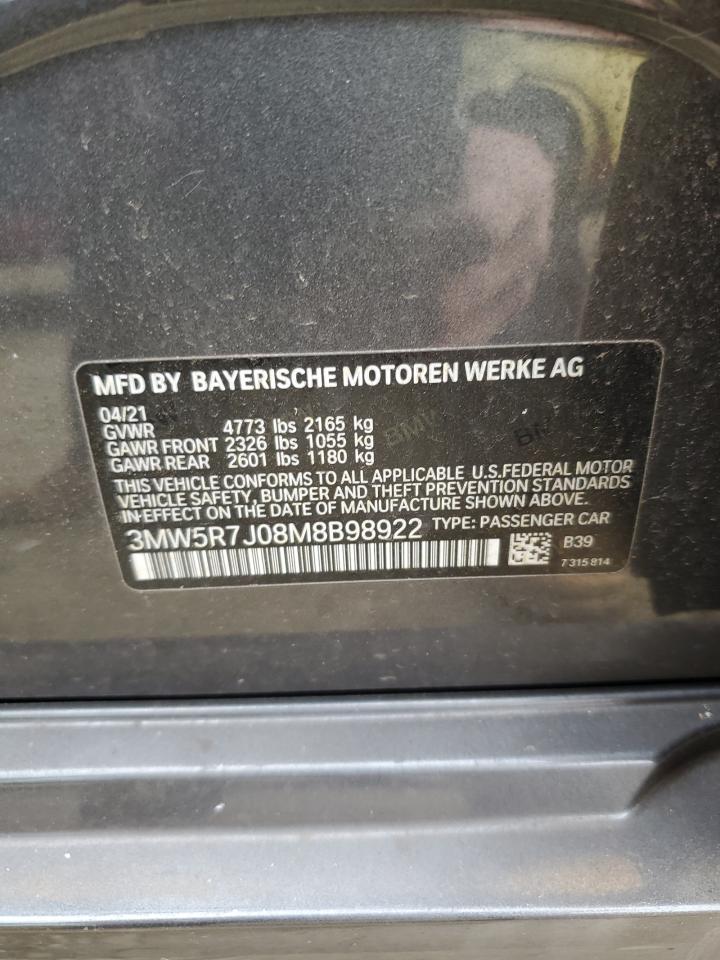 MFD BY BAYERISCHE MOTOREN WERKE AG
04/21
GVWR 4773 lbs 2165 kg
GAWR FRONT 2326 lbs 1055 kg
GAWR REAR 2601 lbs 1180 kg
THIS VEHICLE CONFORMS TO ALL APPLICABLE U.S.FEDERAL MOTOR
VEHICLE SAFETY, BUMPER AND THEFT PREVENTION STANDARDS
IN EFFECT ON THE DATE OF MANUFACTURE SHOWN ABOVE.
3MW5R7J08M8B98922 TYPE: PASSENGER CAR
B39
7 315 814
BMW